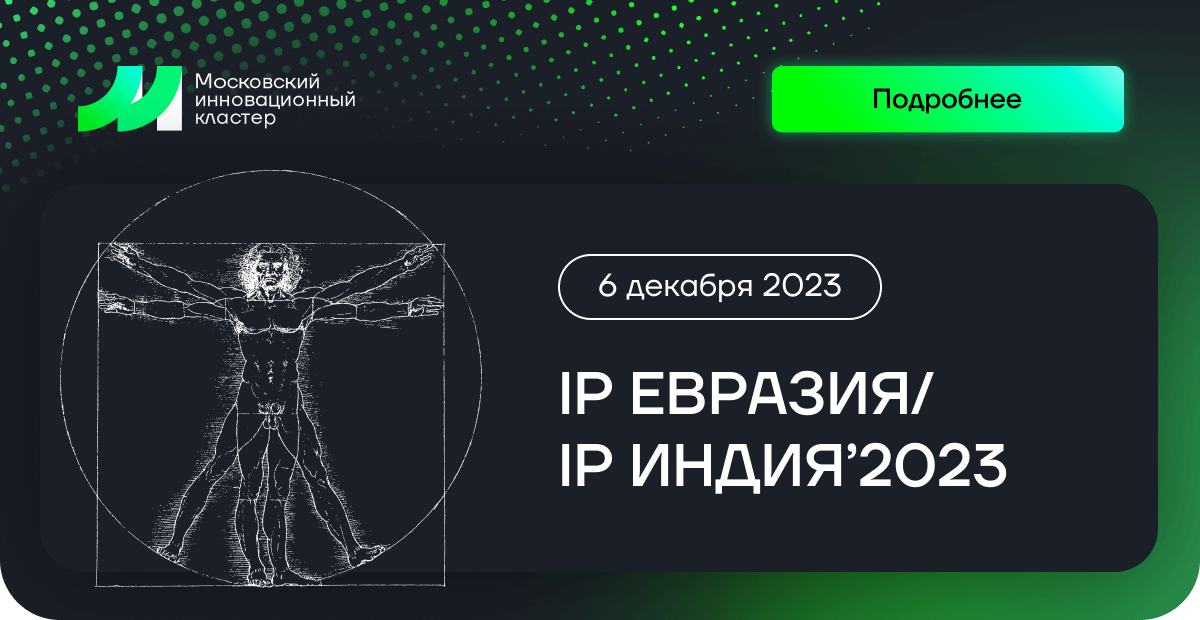 Московский
инновационный
кластер
Подробнее
6 декабря 2023
IP ЕВРАЗИЯ/
IP ИНДИЯ’2023